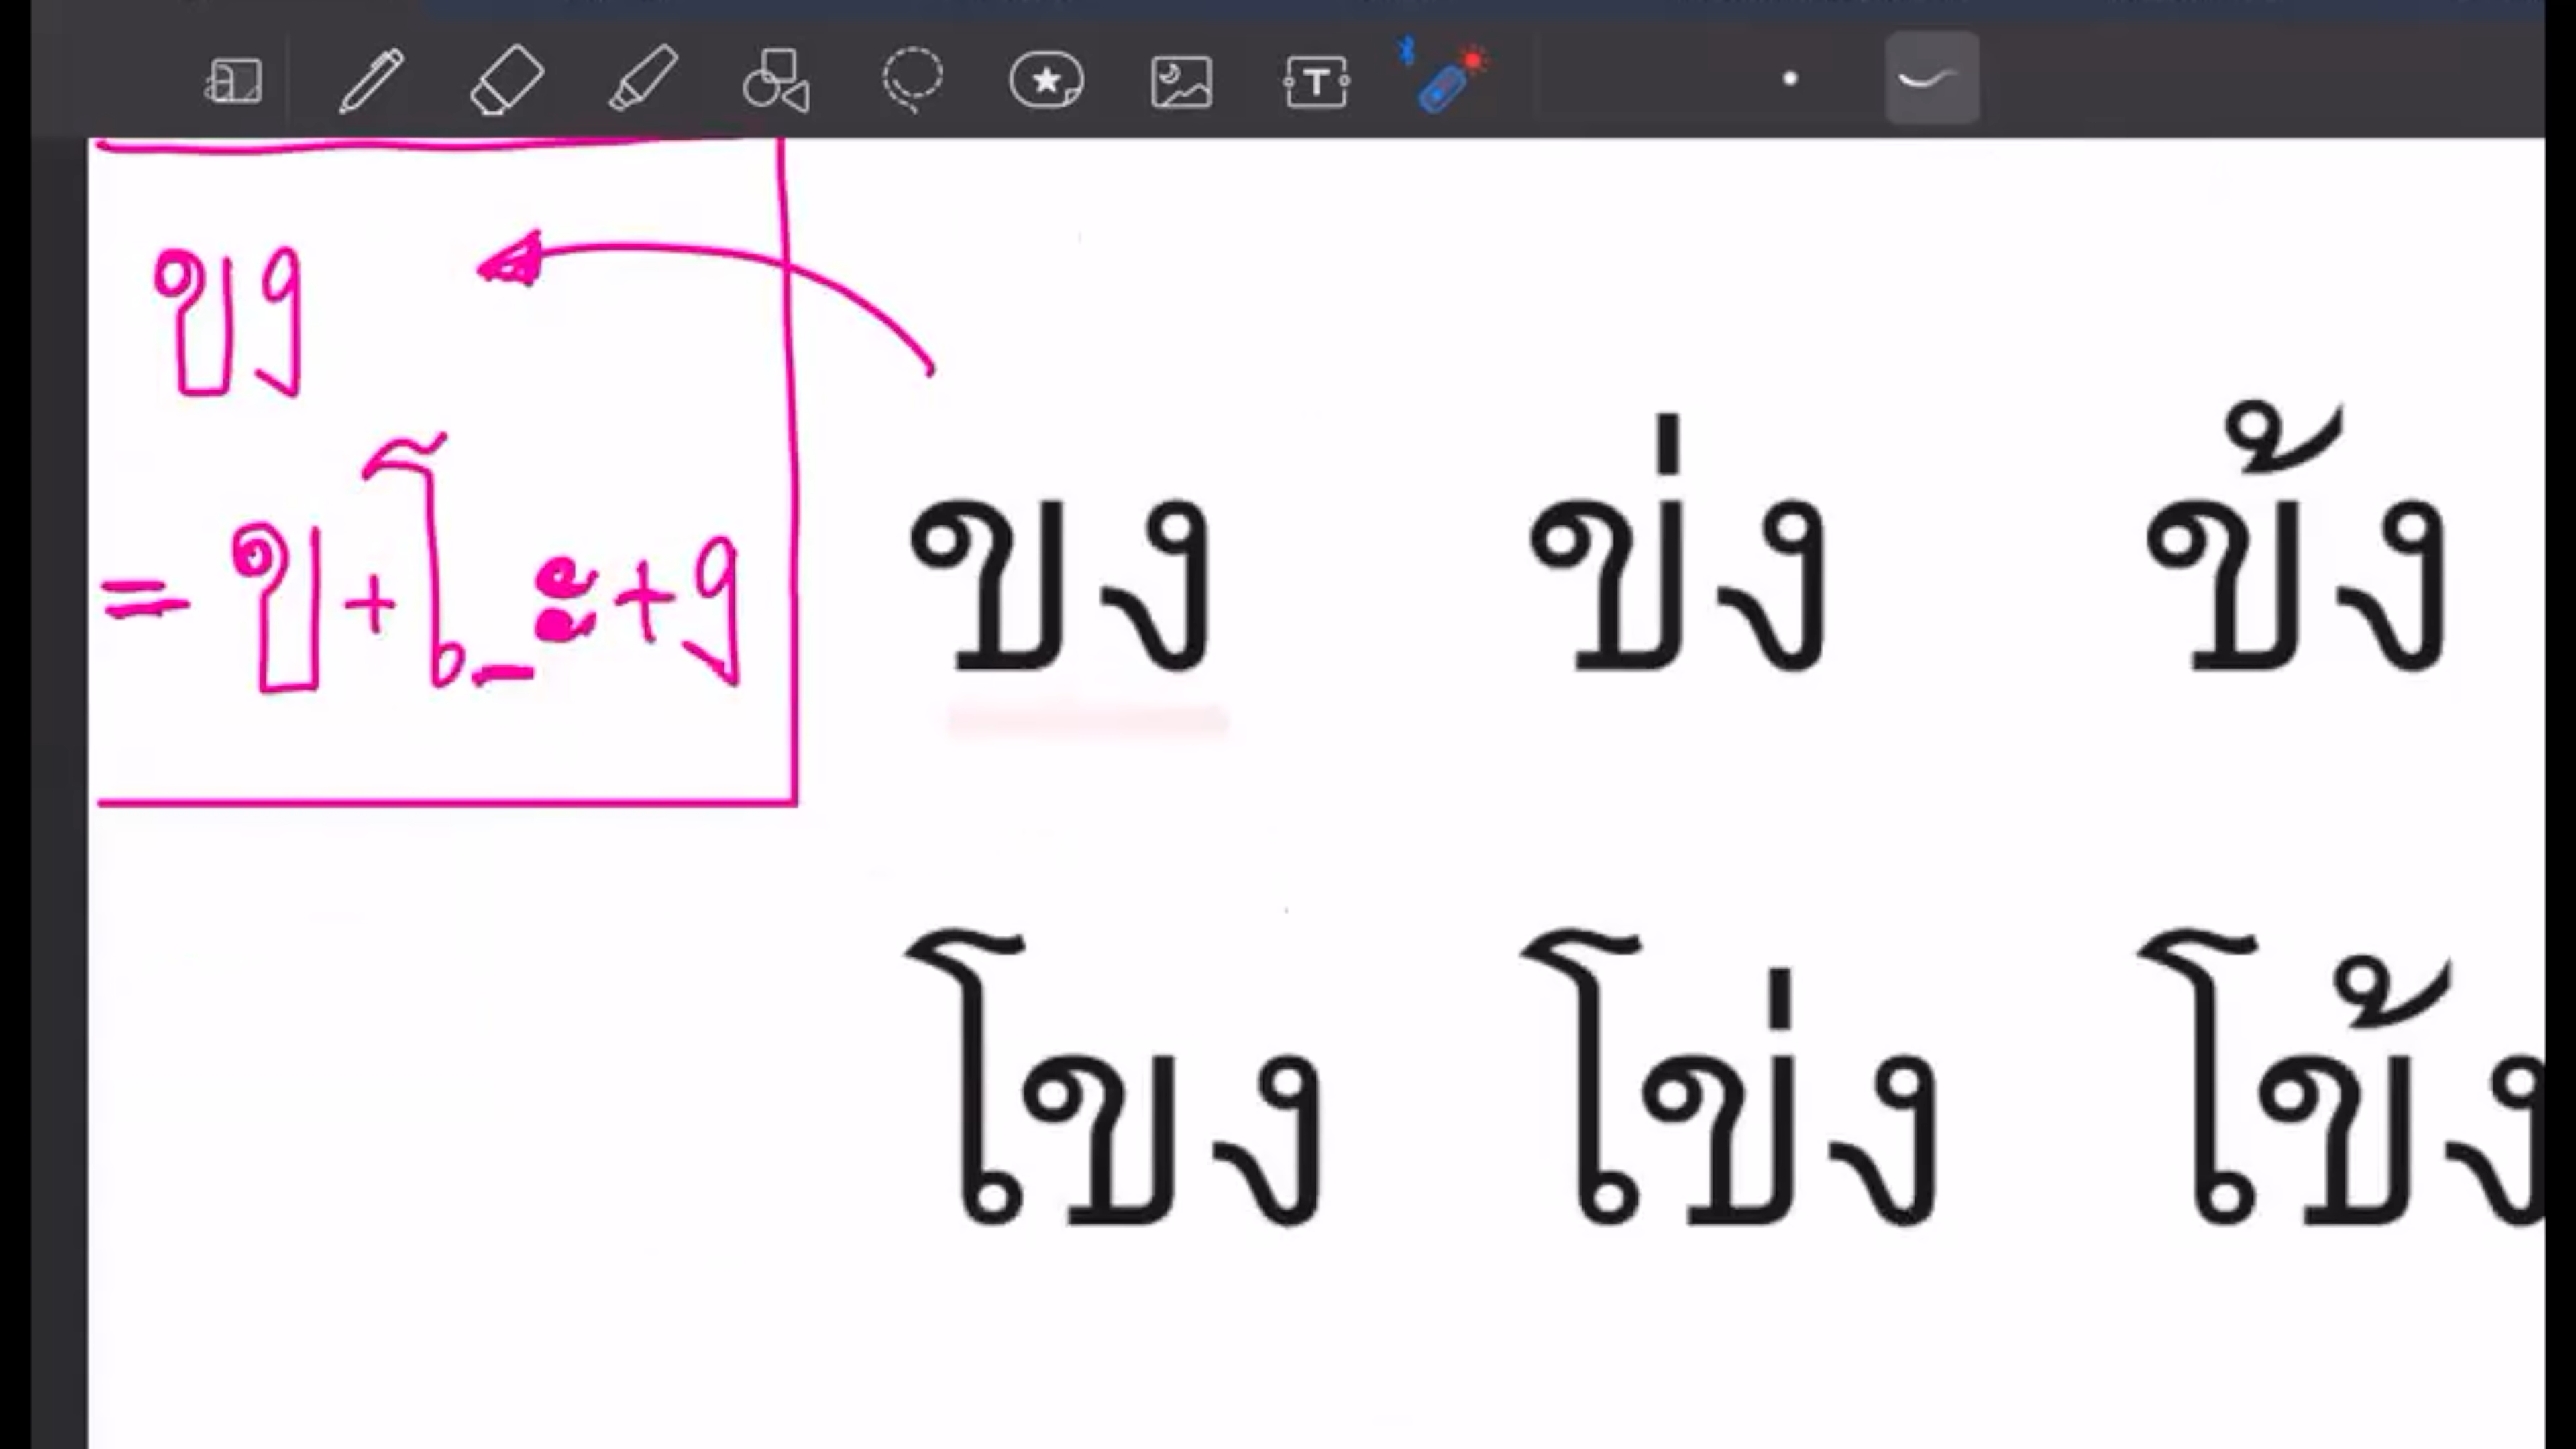 ขง
= ข + โ_ะ + ง
ขง ข่ง ข้ง
โขง โข่ง โข้ง